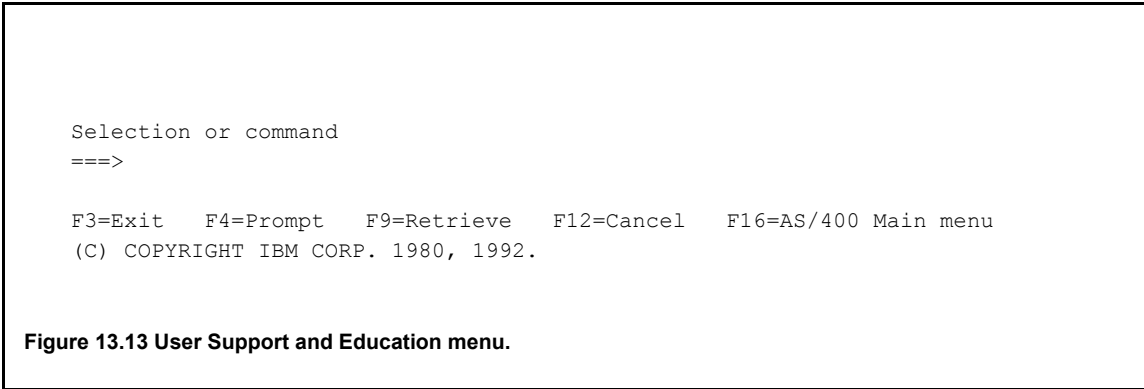 Selection or command
===>
F3=Exit F4=Prompt F9=Retrieve F12=Cancel F16=AS/400 Main menu
(C) COPYRIGHT IBM CORP. 1980, 1992.
Figure 13.13 User Support and Education menu.